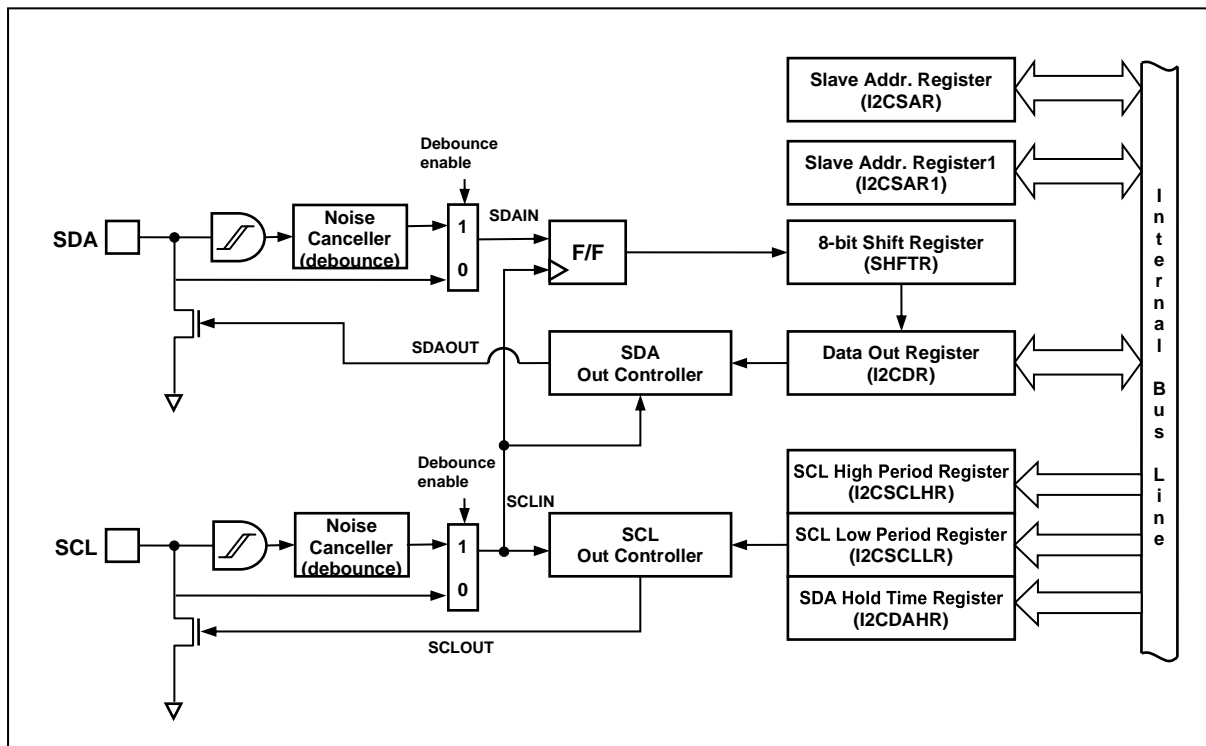 Slave Addr. Register
(I2CSAR)
Debounce
enable
Slave Addr. Register1
(I2CSAR1)
SDA
Noise
Canceller
(debounce)
1
0
SDAIN
F/F
8-bit Shift Register
(SHFTR)
SDAOUT
SDA
Out Controller
Data Out Register
(I2CDR)
Debounce
enable
SCLIN
SCL High Period Register
(I2CSCLHR)
SCL
Noise
Canceller
(debounce)
1
0
SCL
Out Controller
SCL Low Period Register
(I2CSCLLR)
SDA Hold Time Register
(I2CDAHR)
SCLOUT
Internal Bus Line